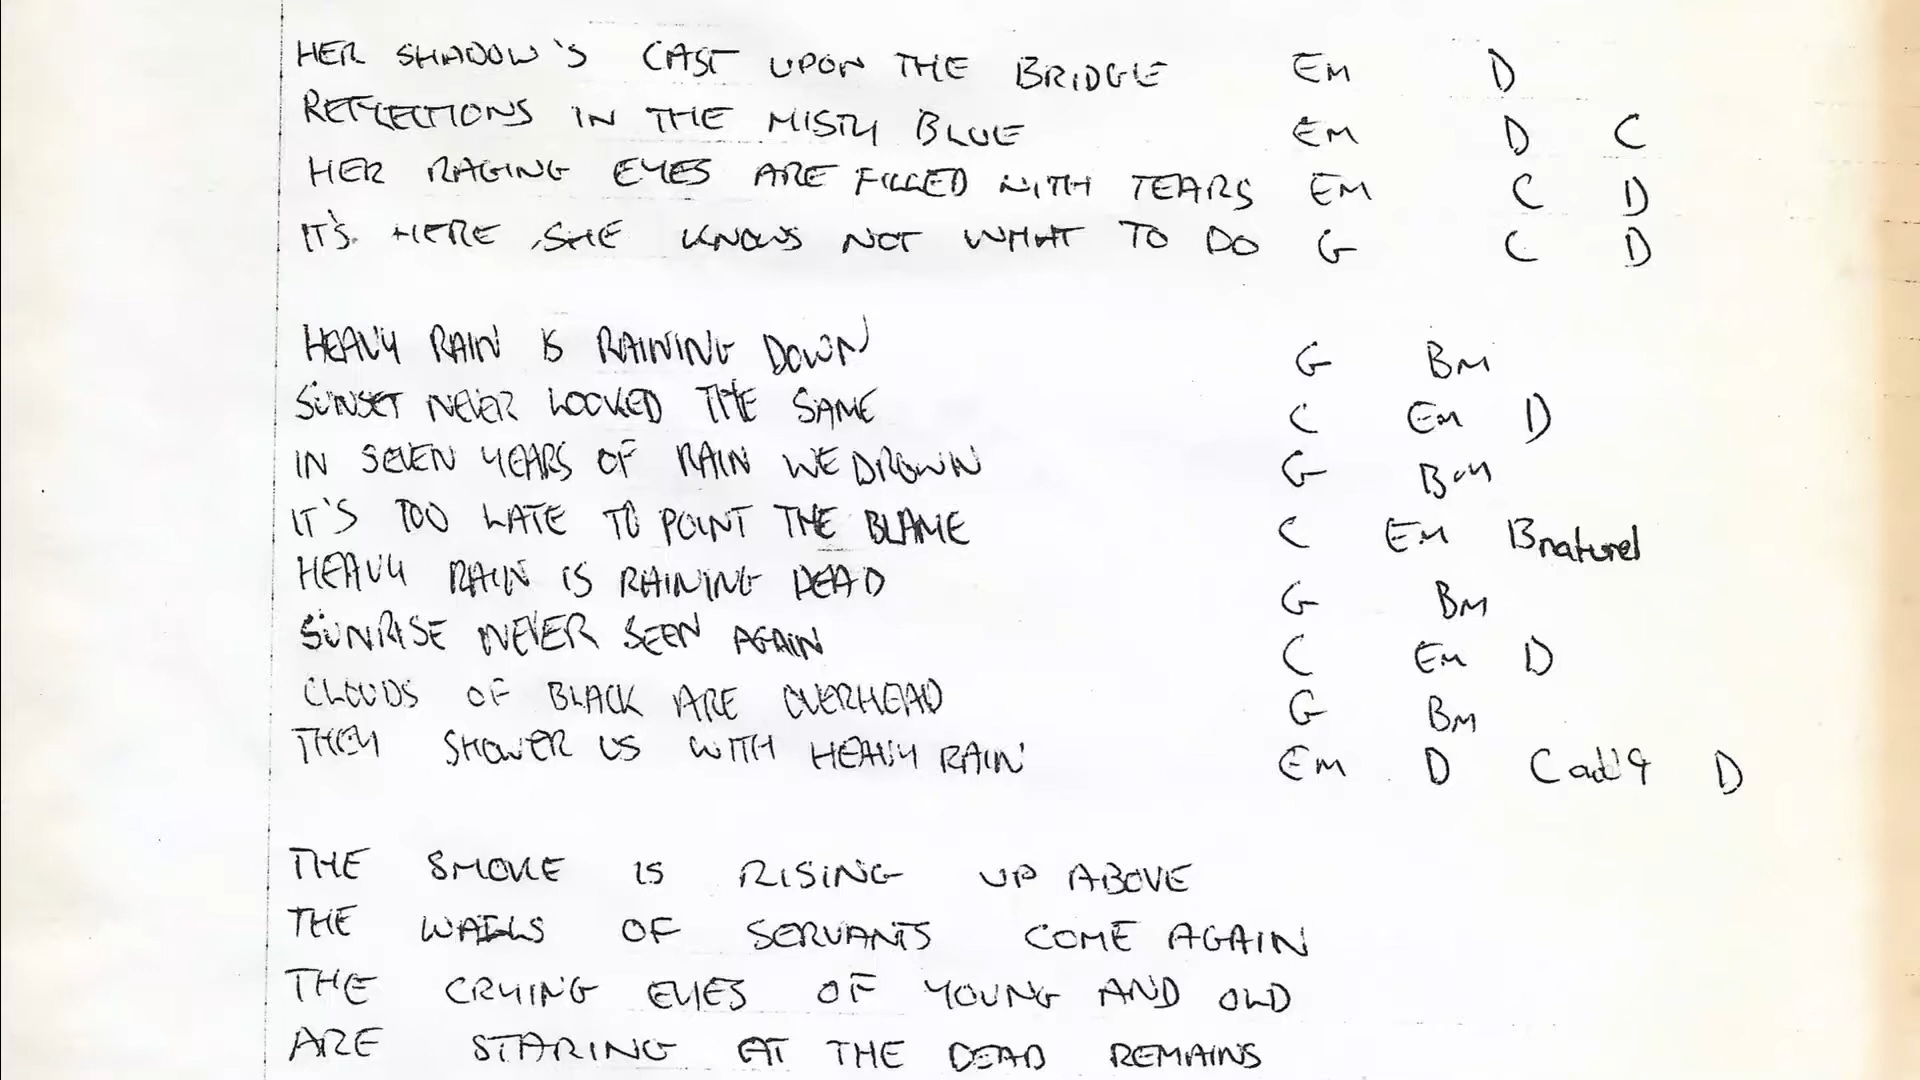 HER SHADOW'S CAST UPON THE BRIDGE Em D
REFLECTIONS IN THE MISTY BLUE Em D C
HER RAGING EYES ARE FILLED WITH TEARS Em C D
IT'S HERE SHE KNOWS NOT WHAT TO DO G C D
HEAVY RAIN IS RAINING DOWN G Bm
SUNSET NEVER LOOKED THE SAME C Em D
IN SEVEN YEARS OF RAIN WE DROWN G Bm
IT'S TOO LATE TO POINT THE BLAME C Em Bnaturel
HEAVY RAIN IS RAINING DEAD G Bm
SUNRISE NEVER SEEN AGAIN C Em D
CLOUDS OF BLACK ARE OVERHEAD G Bm
THEY SHOWER US WITH HEAVY RAIN Em D Cadd9 D
THE SMOKE IS RISING UP ABOVE
THE WAILS OF SERVANTS COME AGAIN
THE CRYING EYES OF YOUNG AND OLD
ARE STARING AT THE DEAD REMAINS